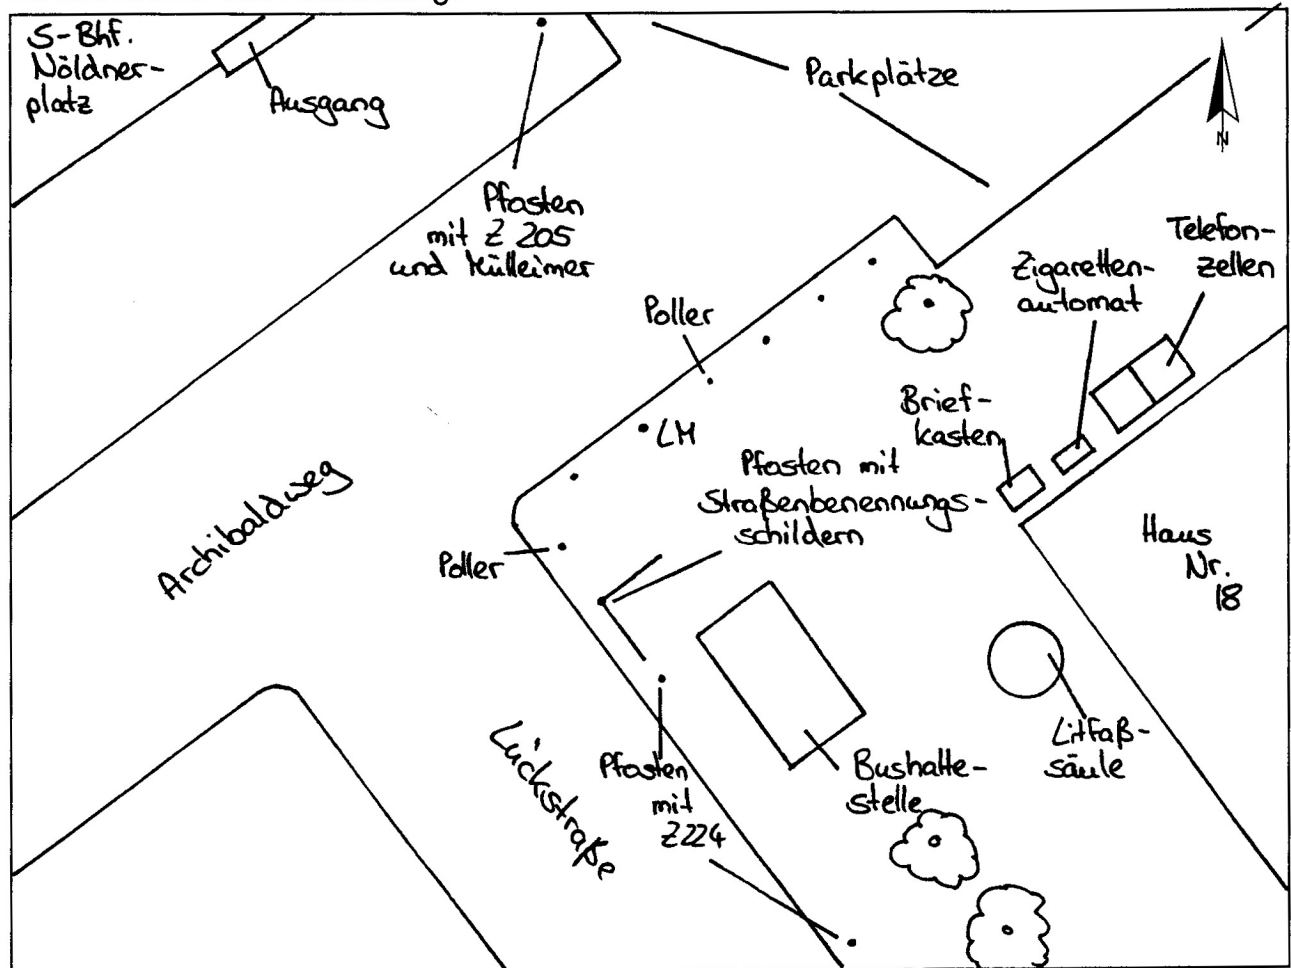 S-Bhf.
Nöldner-
platz
Ausgang
Parkplätze
N
Pfosten
mit Z 205
und Mülleimer
Telefon-
zellen
Zigaretten-
automat
Poller
Brief-
kasten
LM
Pfosten mit
Straßenbenennungs-
schildern
Archibaldweg
Poller
Haus
Nr.
18
Lückstraße
Pfosten
mit
Z224
Bushalte-
stelle
Litfaß-
säule